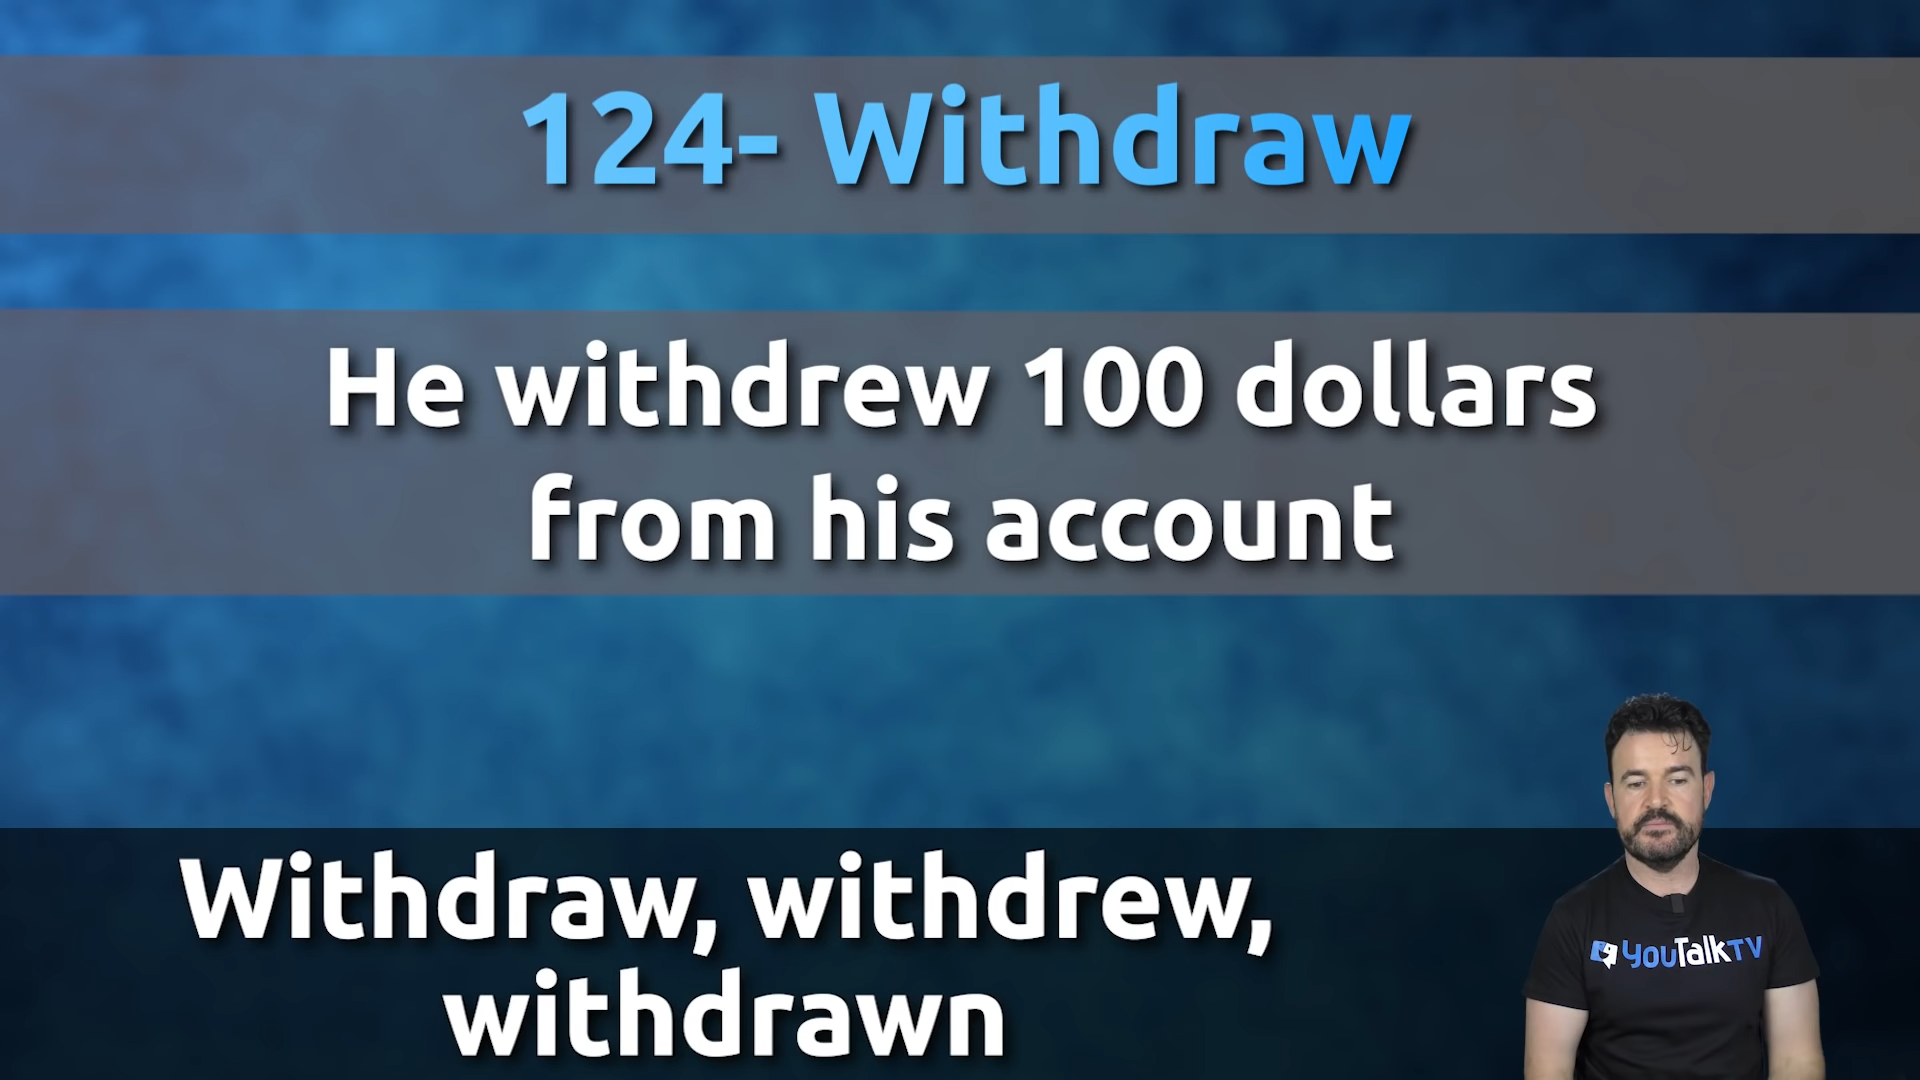 124- Withdraw
He withdrew 100 dollars
from his account
Withdraw, withdrew,
withdrawn
YouTalkTV